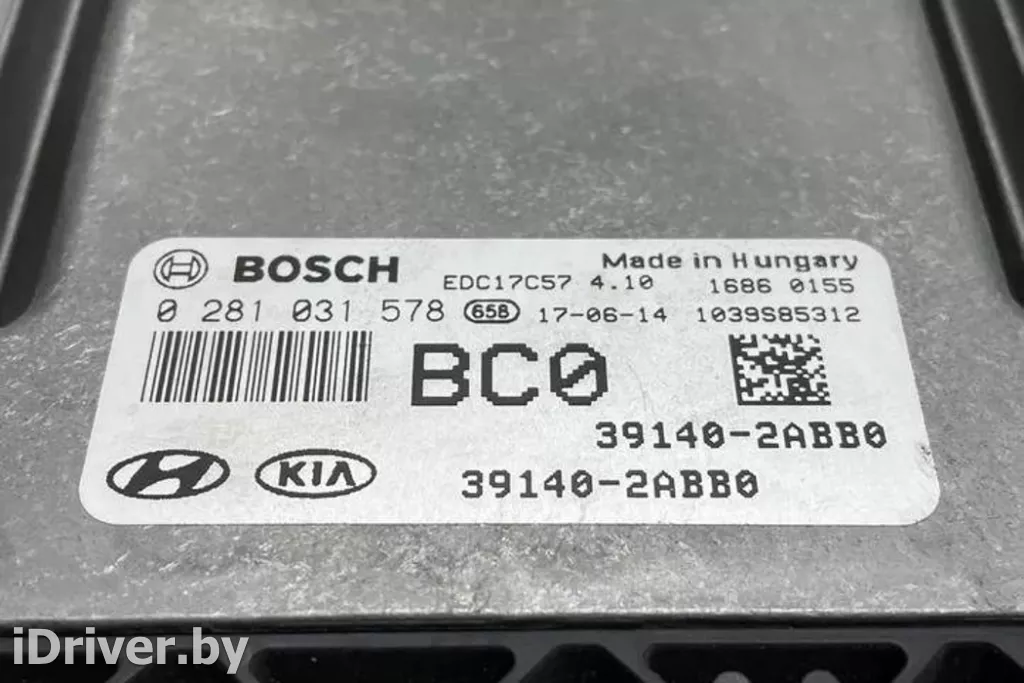 BOSCH
EDC17C57 4.10
Made in Hungary
1686 0155
0 281 031 578 658 17-06-14 1039S85312
BC0
39140-2ABB0
KIA 39140-2ABB0
iDriver.by